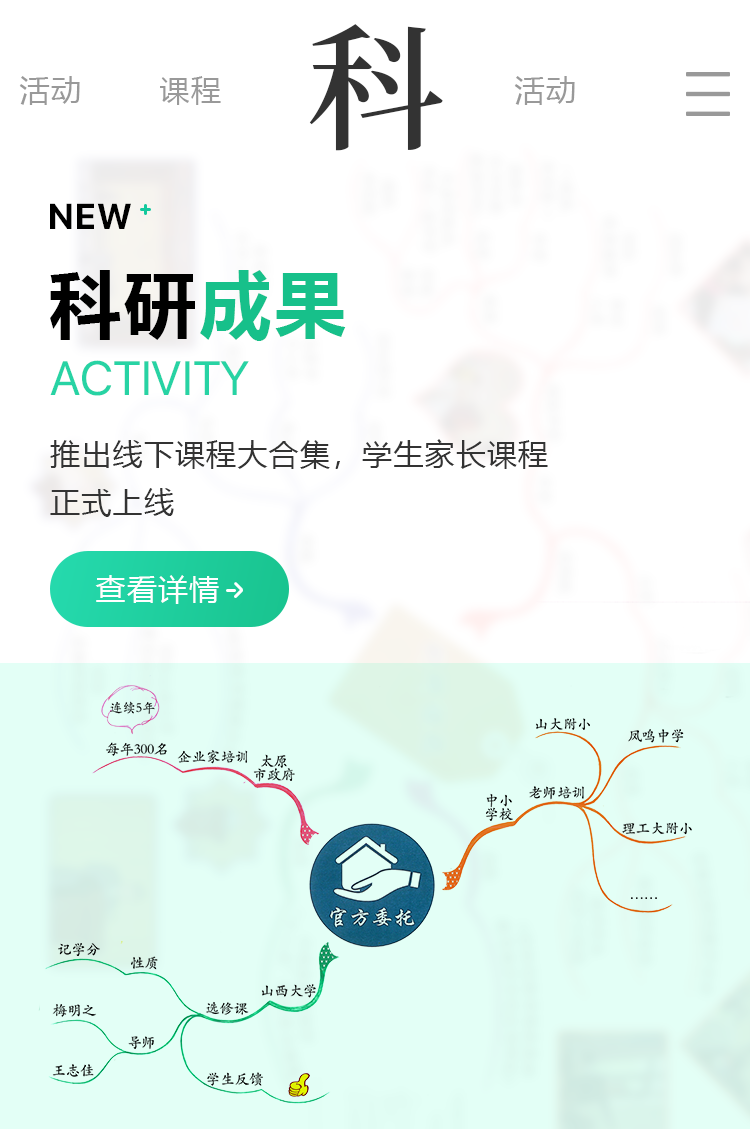 活动
课程
科
活动
NEW +
科研成果
ACTIVITY
推出线下课程大合集，学生家长课程
正式上线
查看详情
连续5年
每年300名
企业家培训
太原
市政府
山大附小
凤鸣中学
中小
学校
老师培训
理工大附小
……
官方委托
记学分
性质
梅明之
导师
王志佳
选修课
山西大学
学生反馈